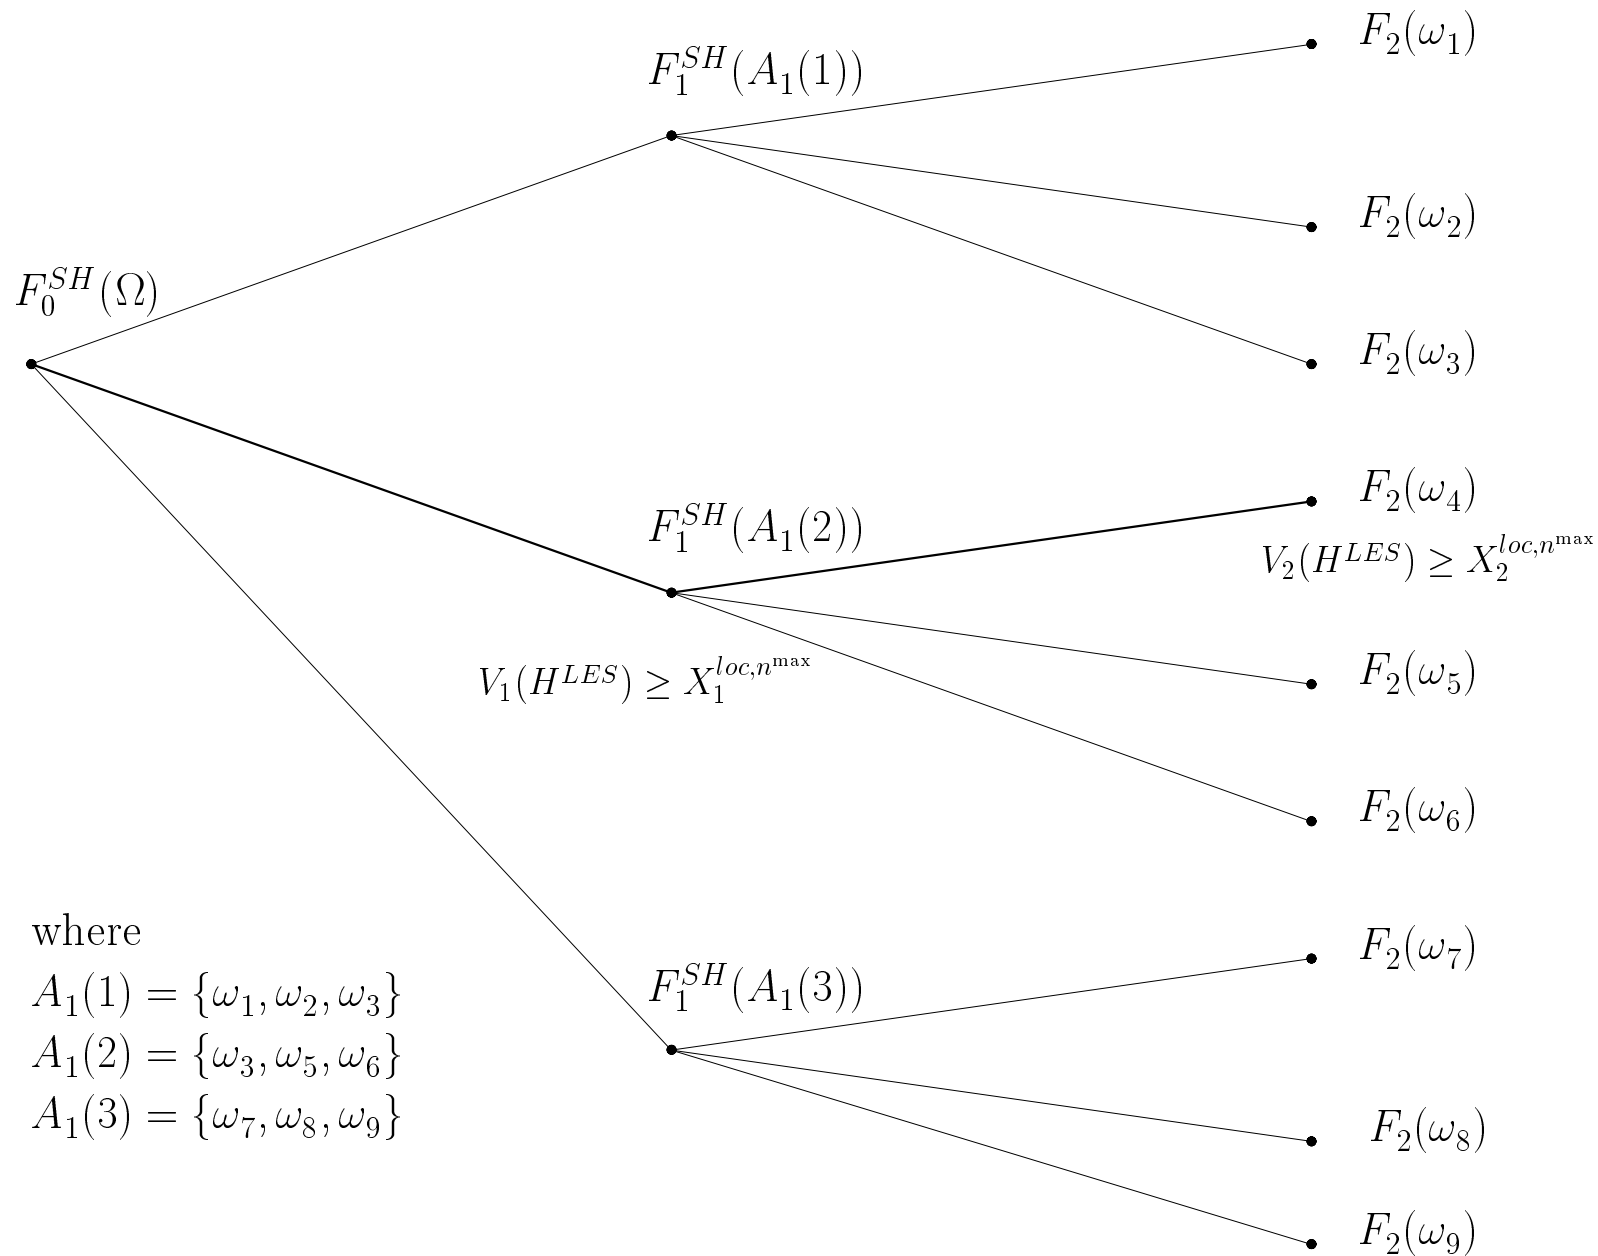 F_2(ω_1)
F_1^{SH}(A_1(1))
F_2(ω_2)
F_0^{SH}(Ω)
F_2(ω_3)
F_2(ω_4)
F_1^{SH}(A_1(2))
V_2(H^{LES}) ≥ X_2^{loc,n^{max}}
F_2(ω_5)
V_1(H^{LES}) ≥ X_1^{loc,n^{max}}
F_2(ω_6)
F_2(ω_7)
F_1^{SH}(A_1(3))
F_2(ω_8)
F_2(ω_9)
where
A_1(1) = {ω_1, ω_2, ω_3}
A_1(2) = {ω_3, ω_5, ω_6}
A_1(3) = {ω_7, ω_8, ω_9}